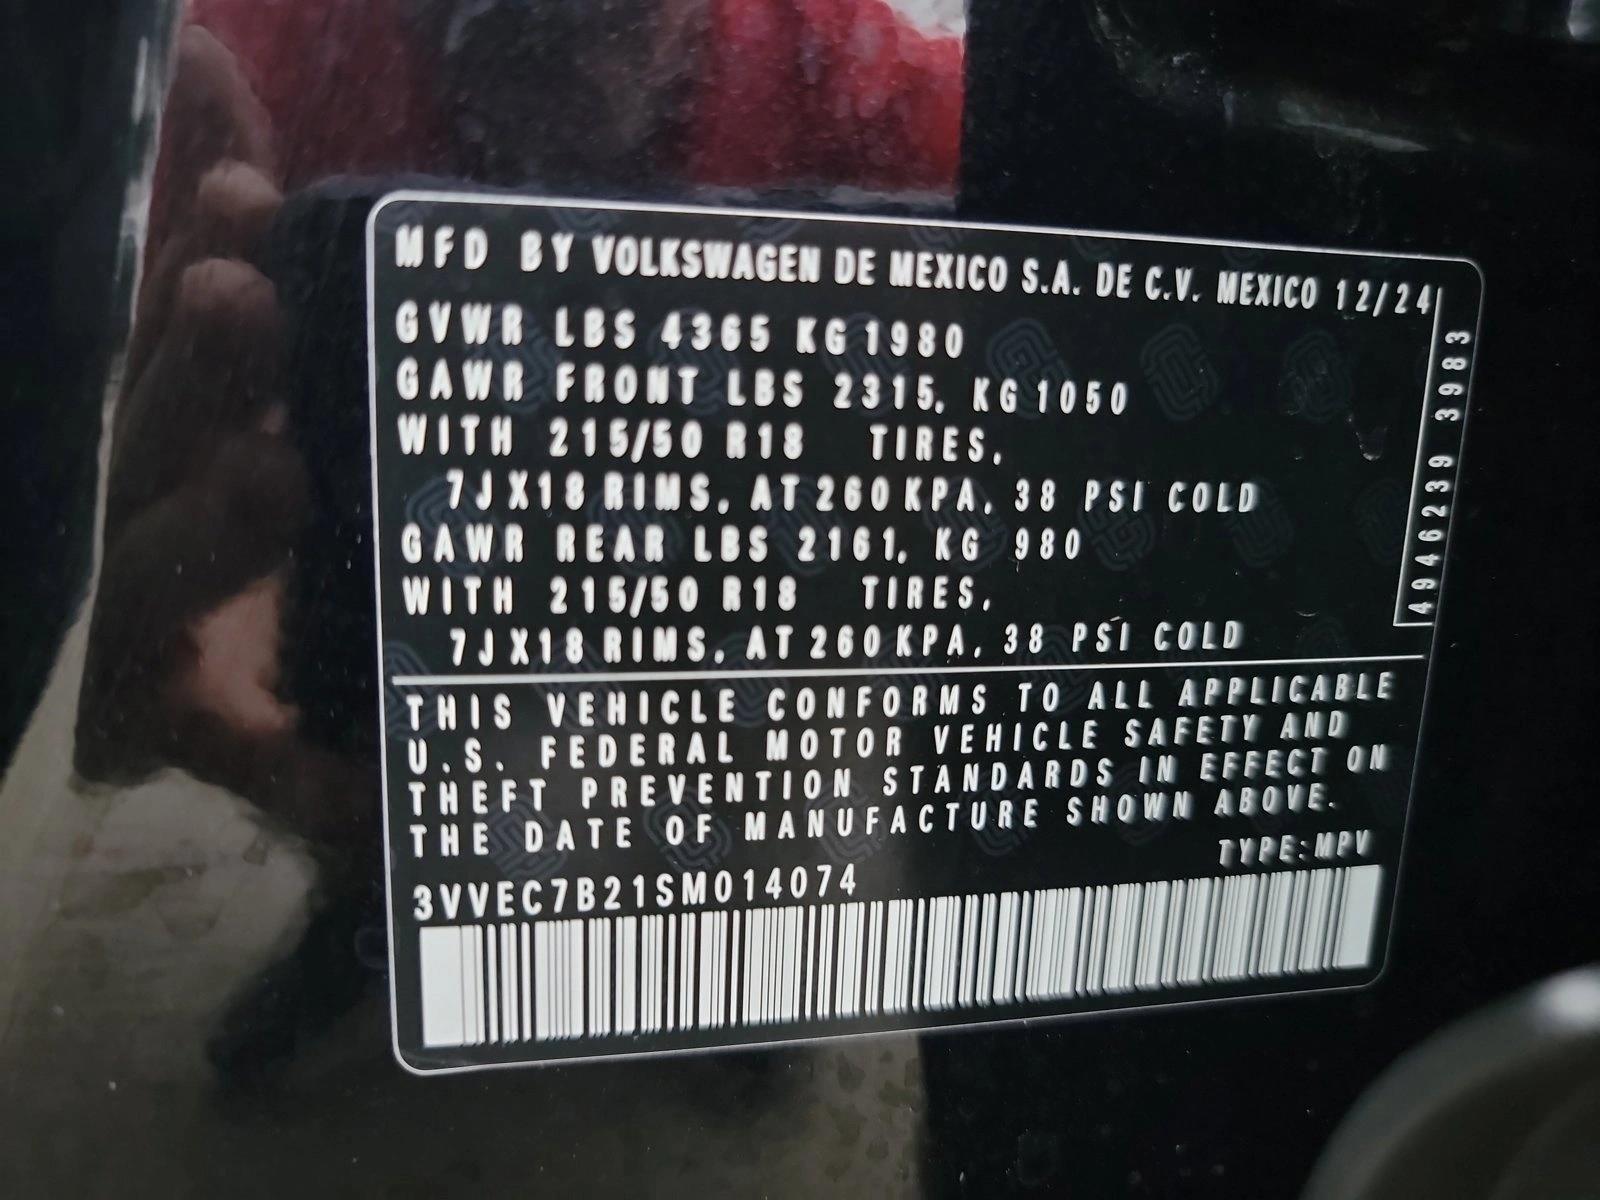 MFD BY VOLKSWAGEN DE MEXICO S.A. DE C.V. MEXICO 12/24
GVWR LBS 4365 KG 1980
GAWR FRONT LBS 2315, KG 1050
WITH 215/50 R18 TIRES,
7JX18 RIMS, AT 260 KPA, 38 PSI COLD
GAWR REAR LBS 2161, KG 980
WITH 215/50 R18 TIRES,
7JX18 RIMS, AT 260 KPA, 38 PSI COLD
4946239 3983
THIS VEHICLE CONFORMS TO ALL APPLICABLE
U.S. FEDERAL MOTOR VEHICLE SAFETY AND
THEFT PREVENTION STANDARDS IN EFFECT ON
THE DATE OF MANUFACTURE SHOWN ABOVE.
TYPE:MPV
3VVEC7B21SM014074